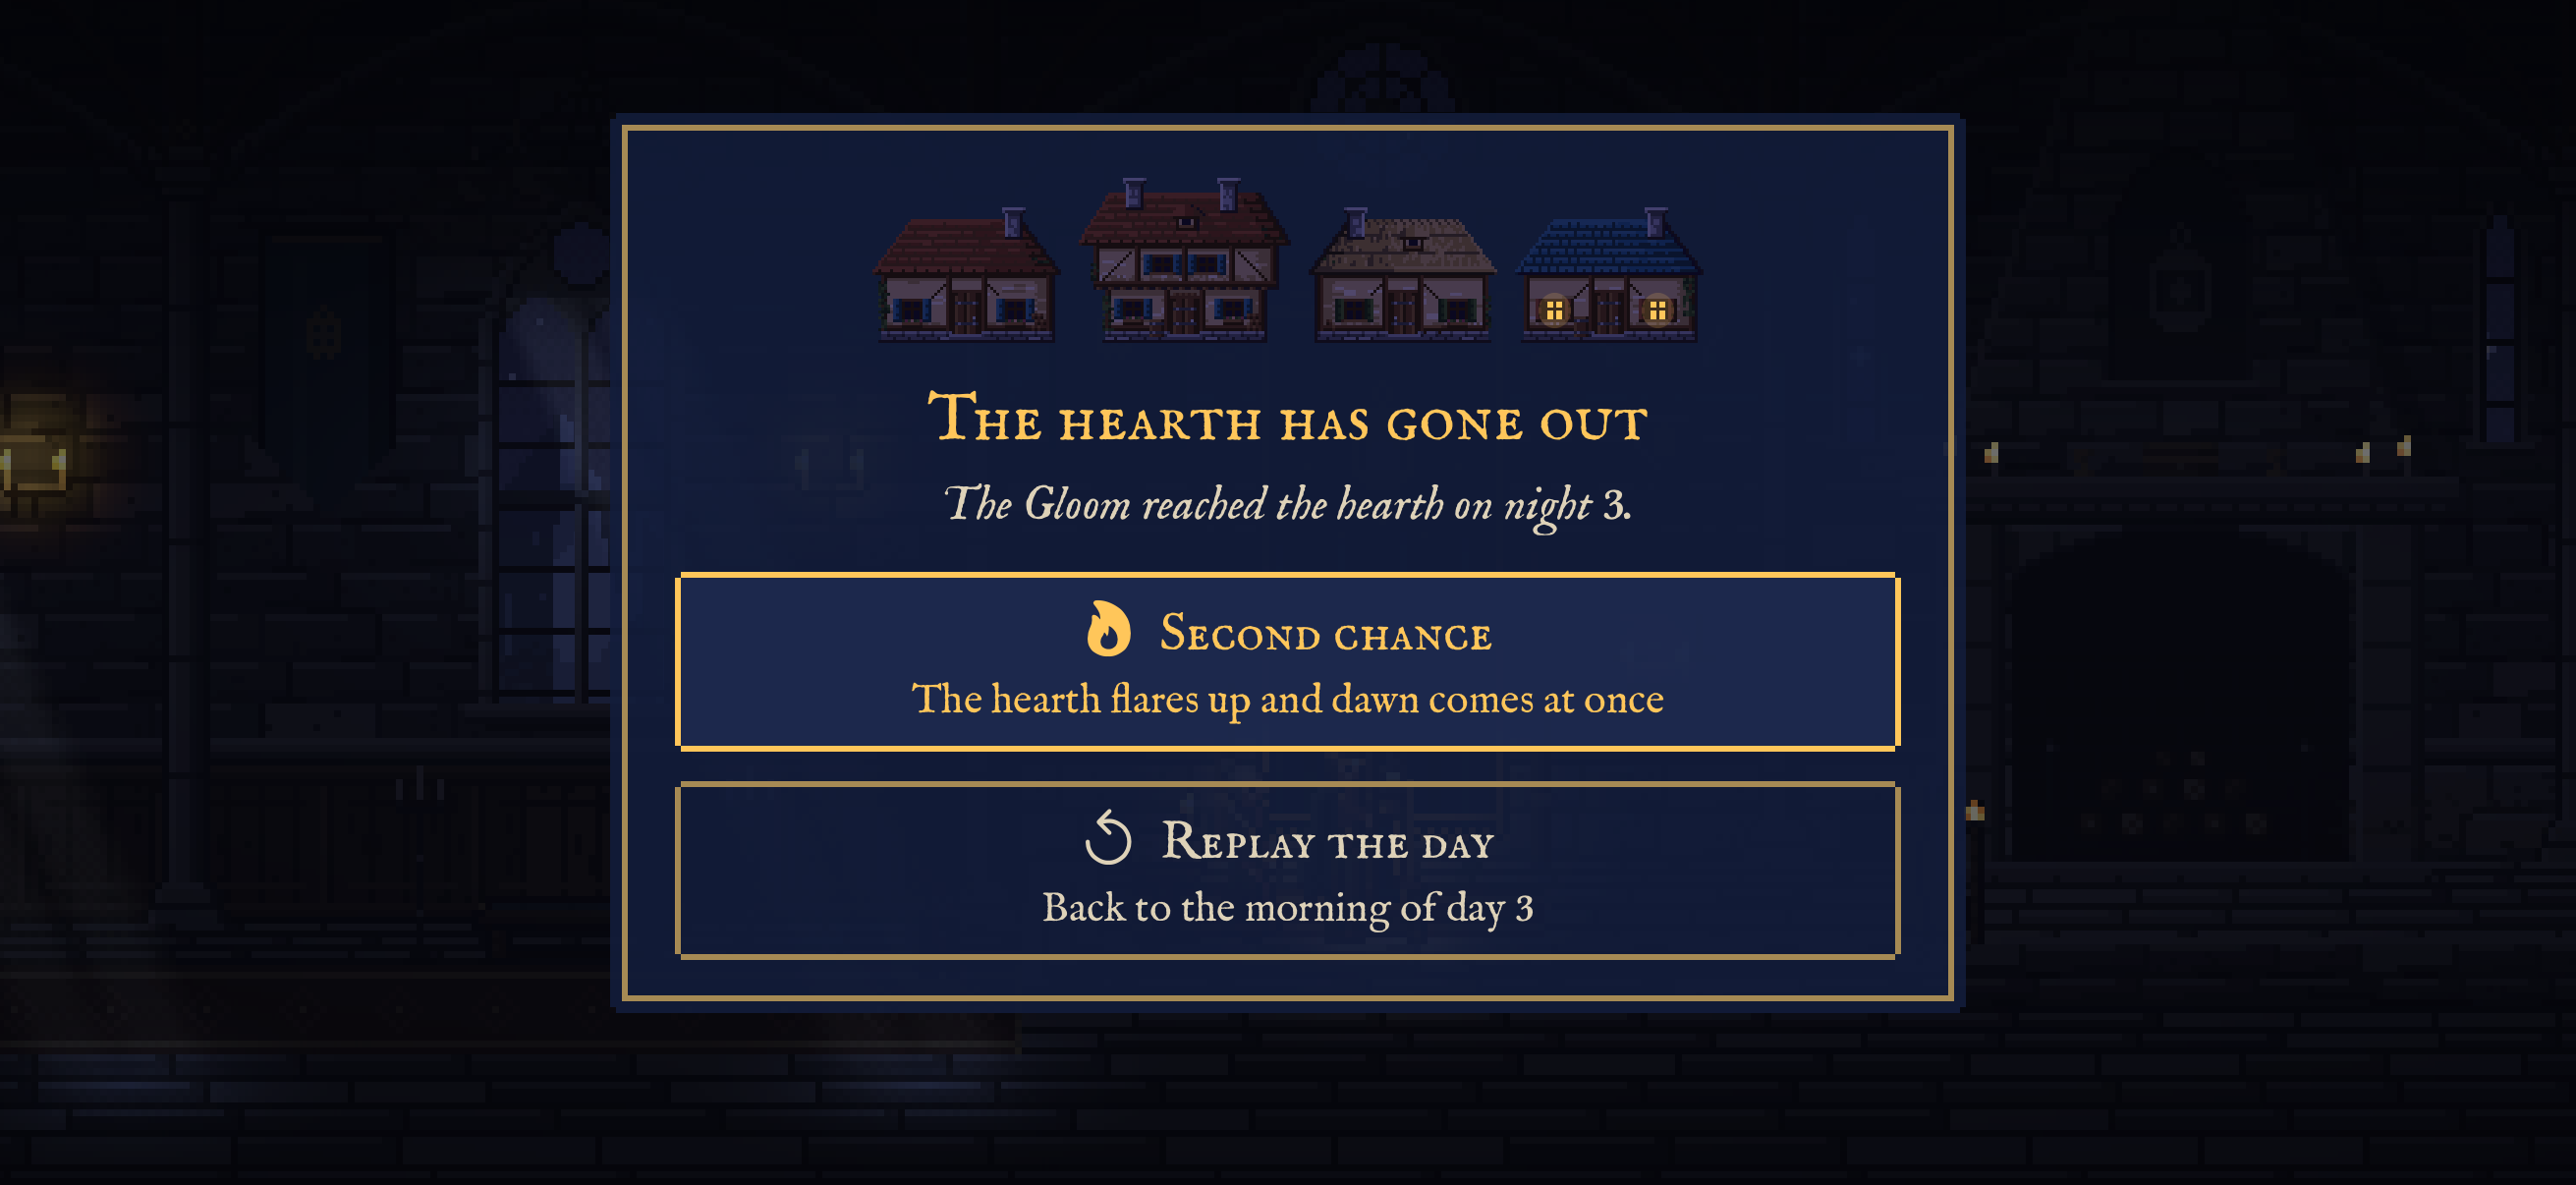 The hearth has gone out
The Gloom reached the hearth on night 3.
Second chance
The hearth flares up and dawn comes at once
Replay the day
Back to the morning of day 3